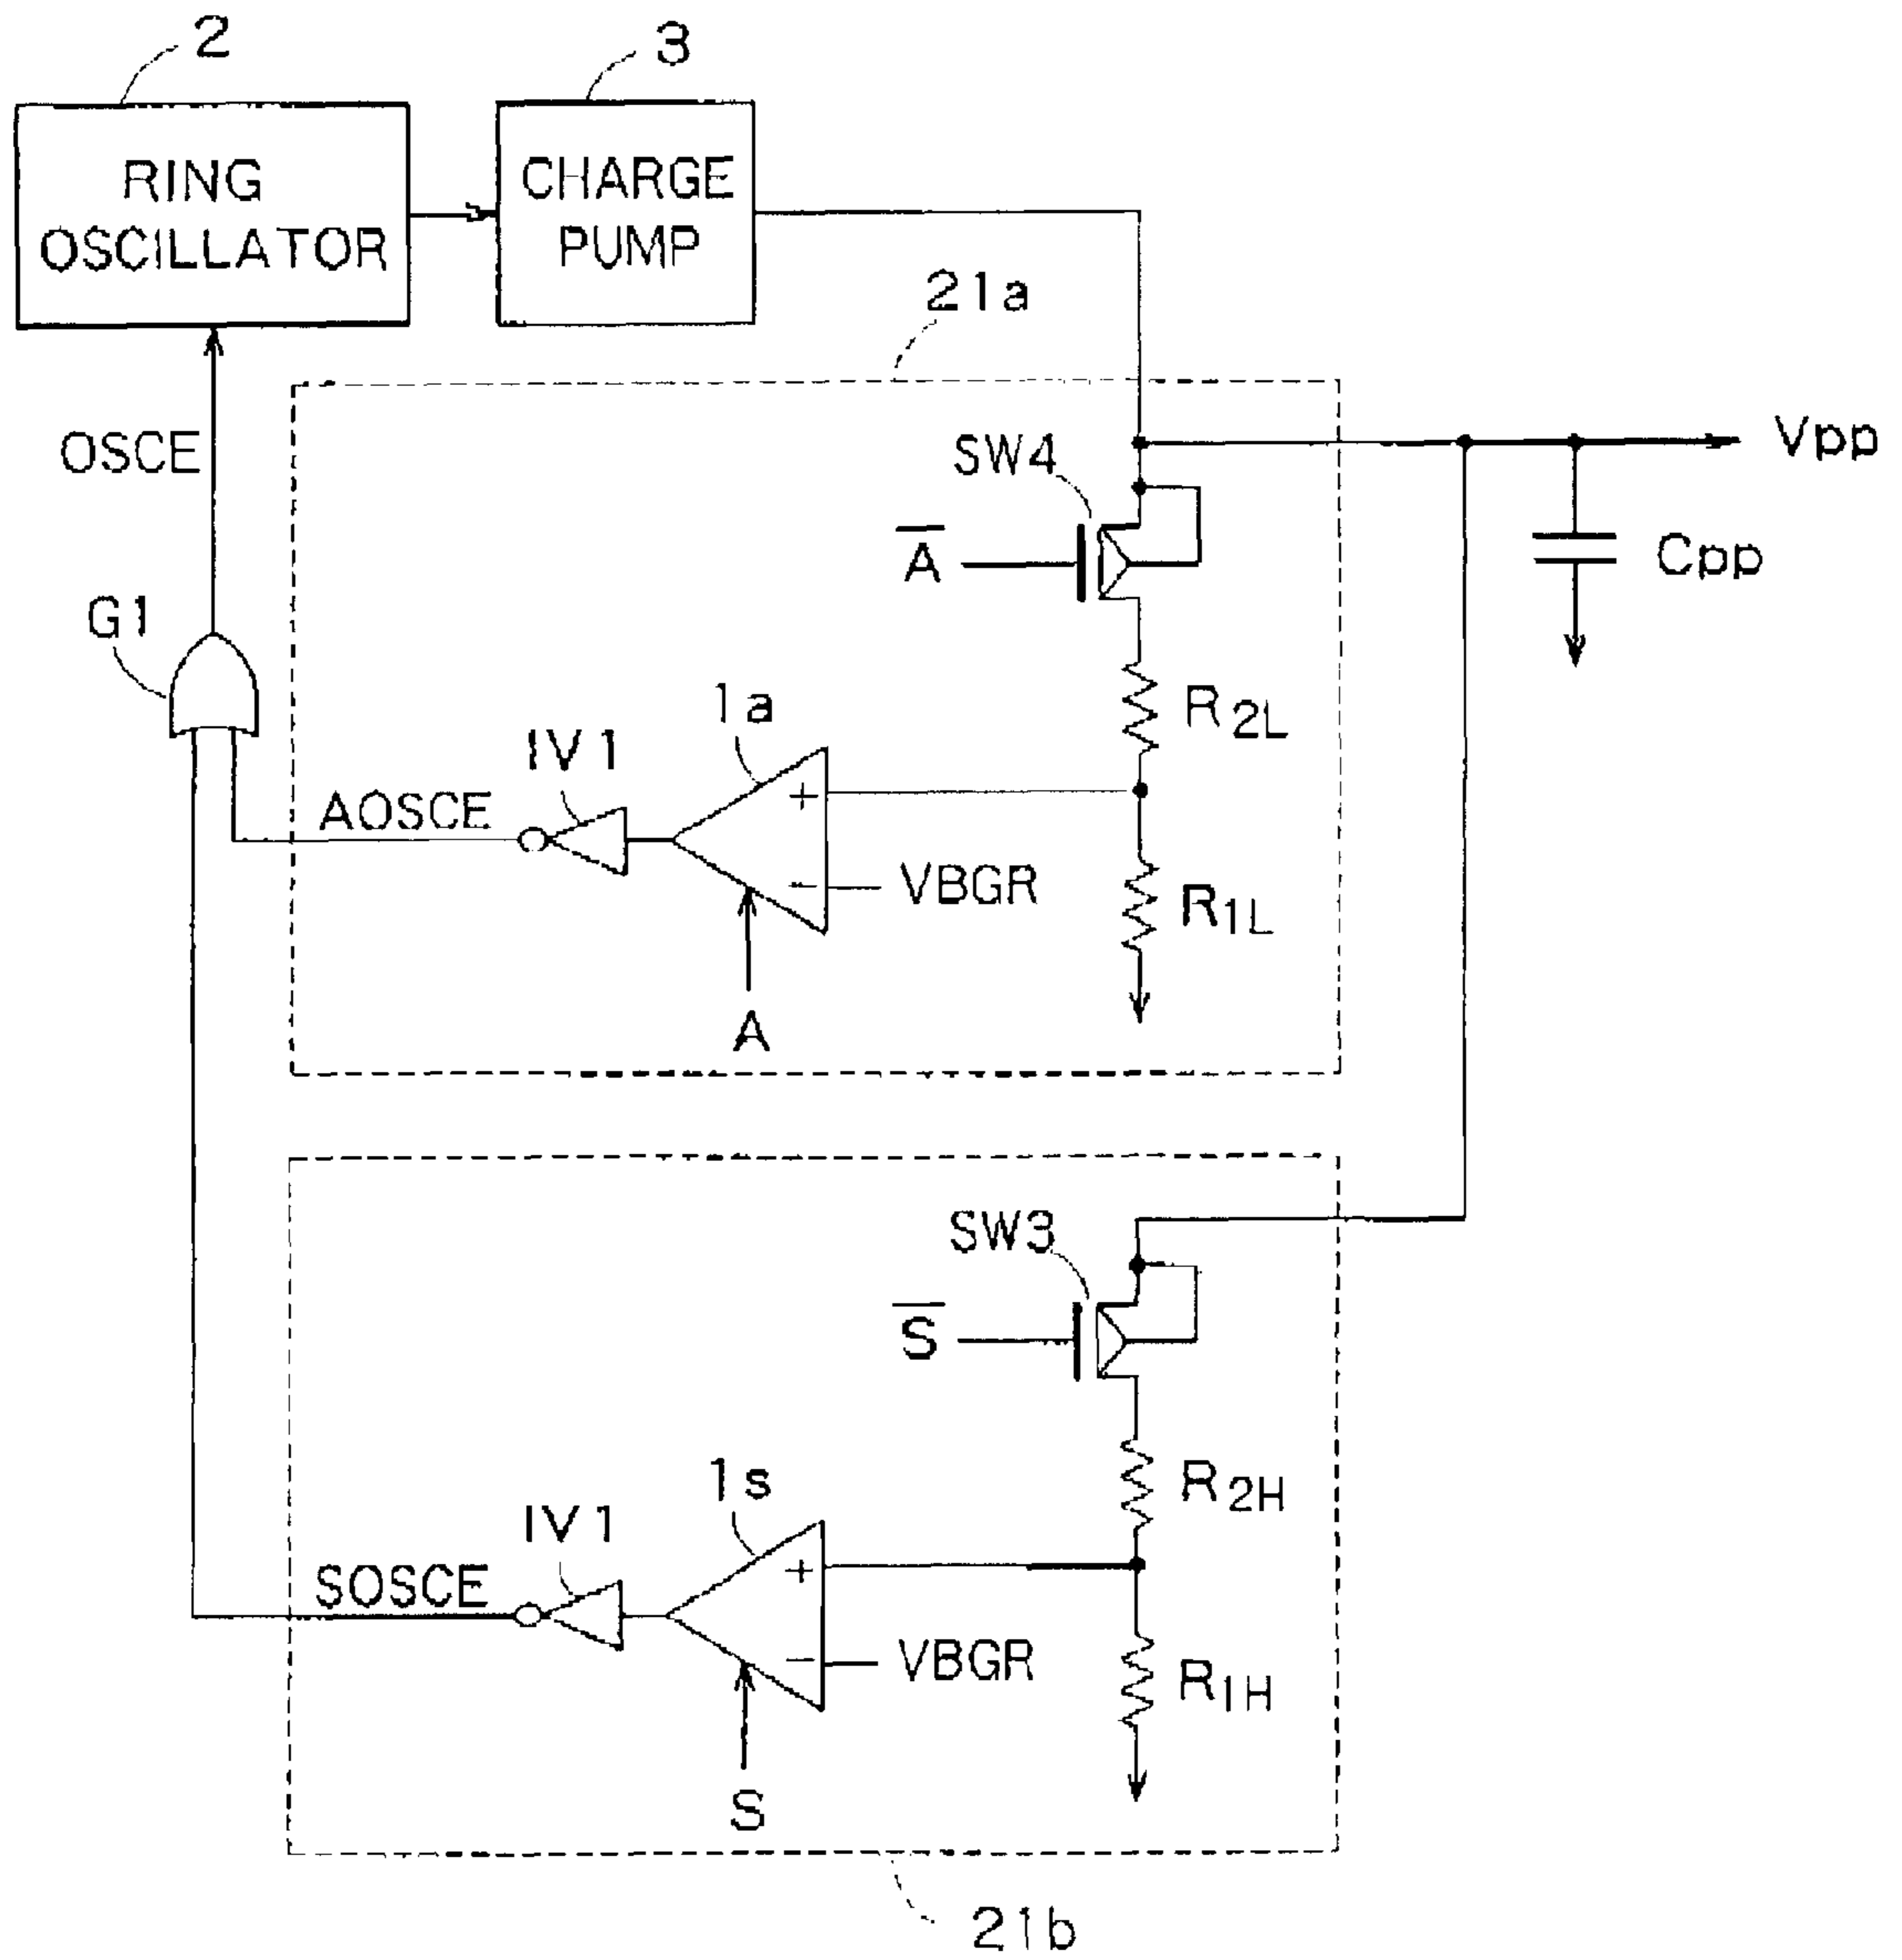 2
3
RING
OSCILLATOR
CHARGE
PUMP
21a
OSCE
SW4
Vpp
A̅
Cpp
G1
1a
R2L
IV1
+
AOSCE
−
VBGR
R1L
A
SW3
S̅
1s
R2H
IV1
+
SOSCE
−
VBGR
R1H
S
21b